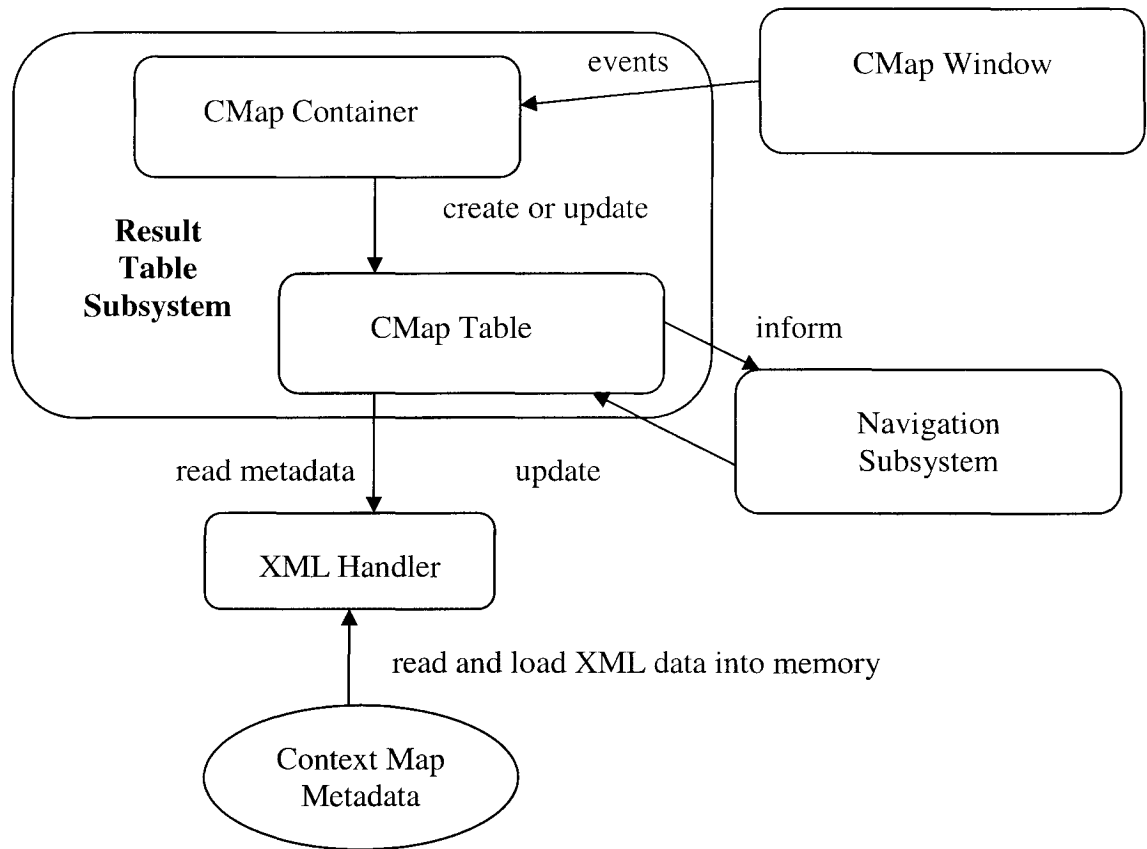 events
CMap Window
CMap Container
create or update
Result
Table
Subsystem
CMap Table
inform
Navigation
Subsystem
read metadata
update
XML Handler
read and load XML data into memory
Context Map
Metadata